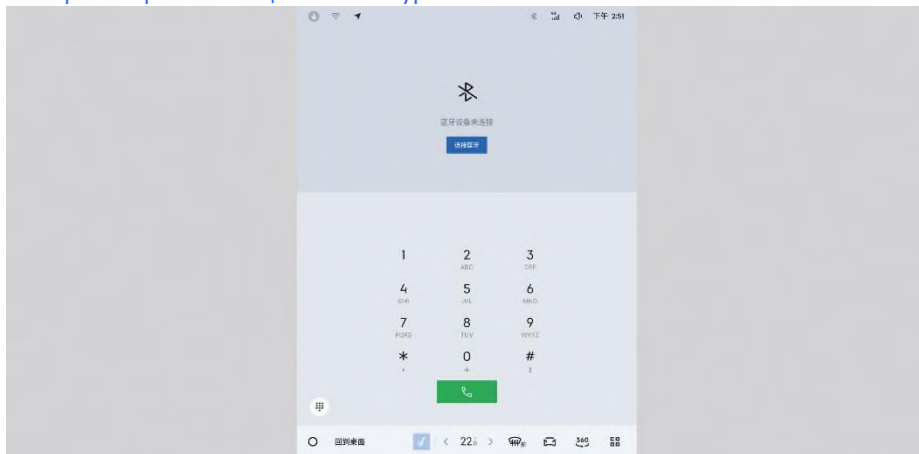 下午 2:51
蓝牙设备未连接
连接蓝牙
1 2 3
ABC DEF
4 5 6
GHI JKL MNO
7 8 9
PQRS TUV WXYZ
* 0 #
+
回到桌面 22 360